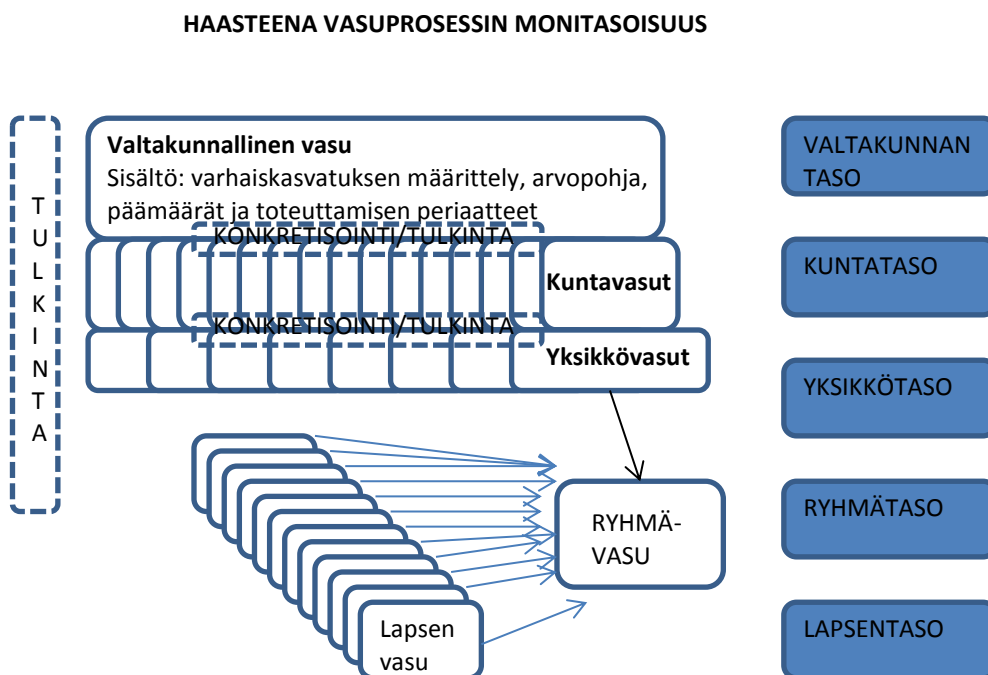 HAASTEENA VASUPROSESSIN MONITASOISUUS
T
U
L
K
I
N
T
A
Valtakunnallinen vasu
Sisältö: varhaiskasvatuksen määrittely, arvopohja,
päämäärät ja toteuttamisen periaatteet
KONKRETISOINTI/TULKINTA
Kuntavasut
KONKRETISOINTI/TULKINTA
Yksikkövasut
RYHMÄ-
VASU
Lapsen
vasu
VALTAKUNNAN
TASO
KUNTATASO
YKSIKKÖTASO
RYHMÄTASO
LAPSENTASO